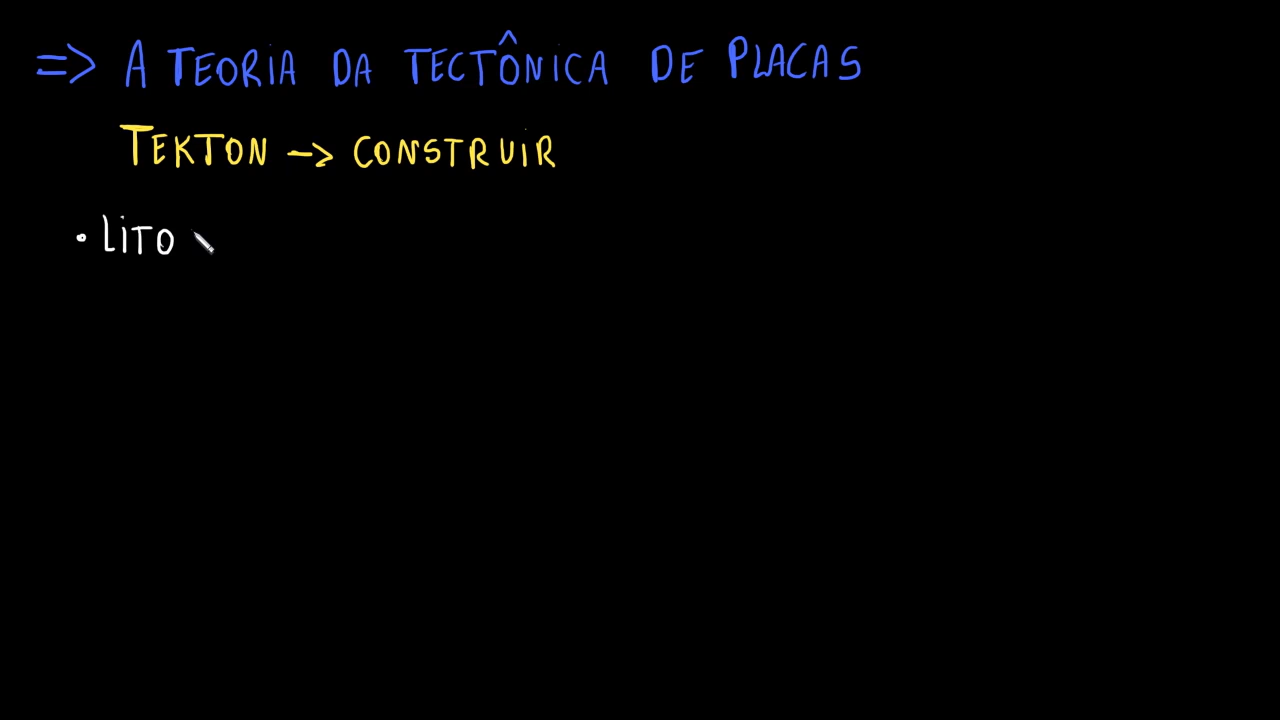 => A TEORIA DA TECTÔNICA DE PLACAS
TEKTON -> CONSTRUIR
• LITO